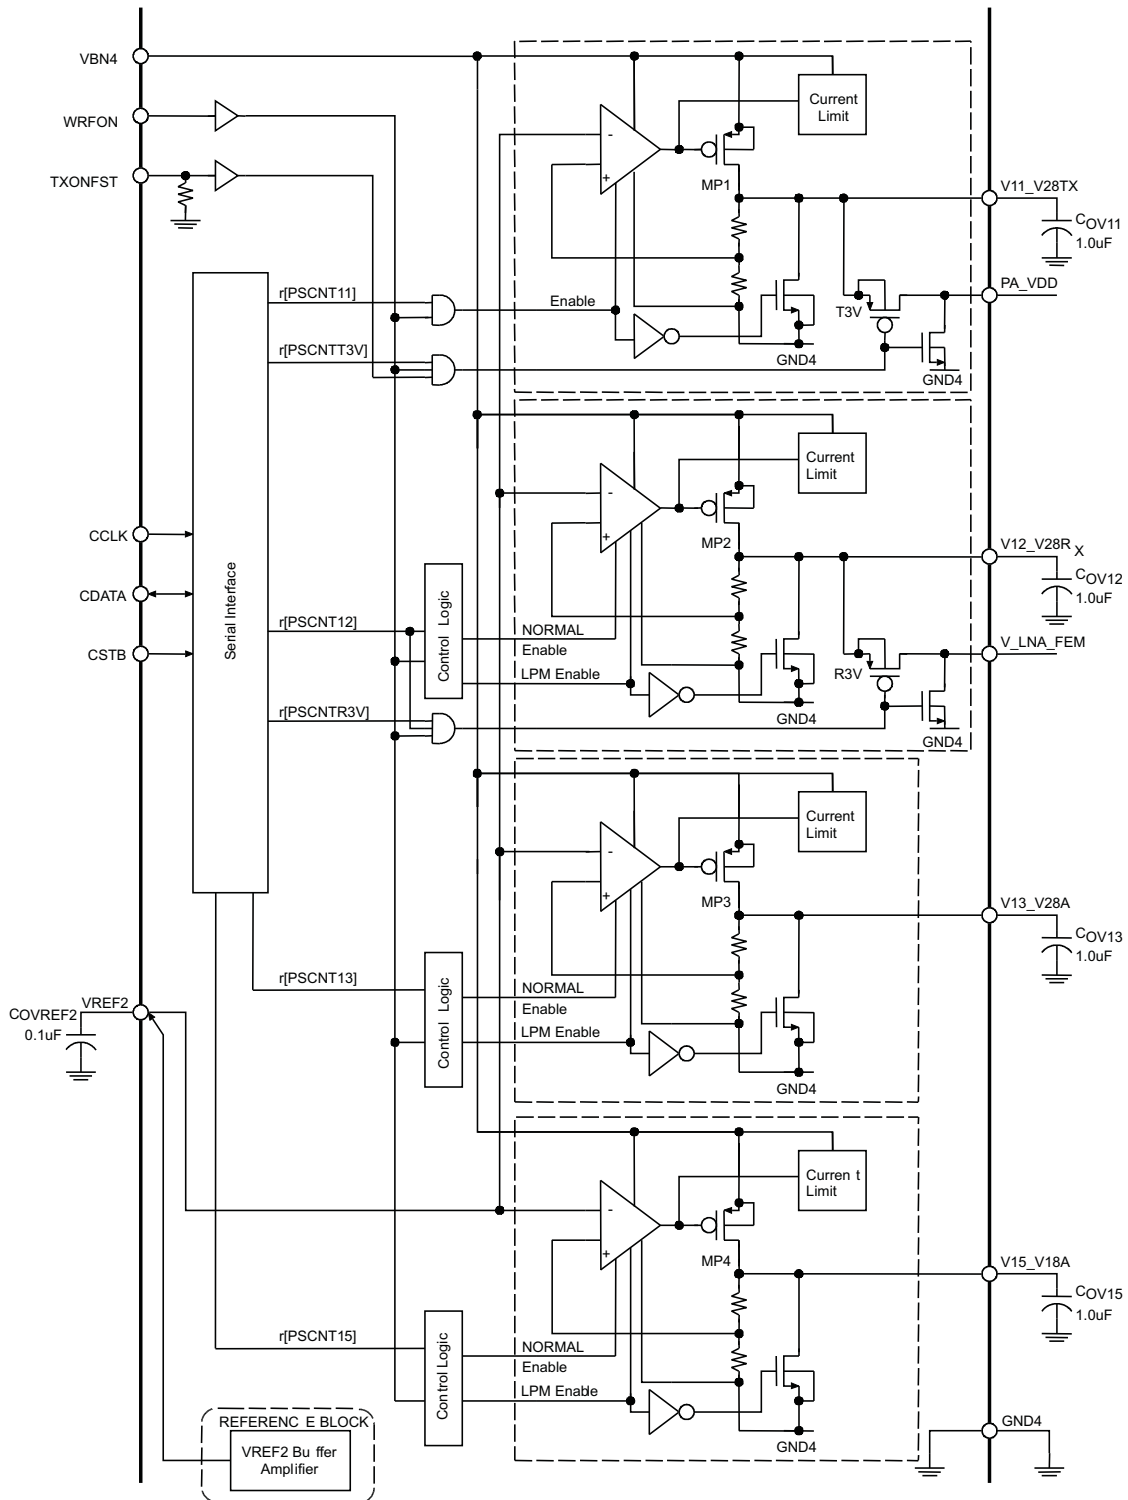 VBN4
Current
Limit
WRFON
-
TXONFST
+
MP1
V11_V28TX
COV11
1.0uF
r[PSCNT11]
Enable
T3V
PA_VDD
r[PSCNTT3V]
GND4
GND4
Current
Limit
-
CCLK
+
MP2
V12_V28R X
COV12
1.0uF
CDATA
Serial Interface
r[PSCNT12]
Control Logic
NORMAL
Enable
CSTB
V_LNA_FEM
LPM Enable
R3V
r[PSCNTR3V]
GND4
GND4
Current
Limit
-
+
MP3
V13_V28A
COV13
1.0uF
r[PSCNT13]
Control Logic
NORMAL
Enable
VREF2
COVREF2
0.1uF
LPM Enable
GND4
Curren t
Limit
-
+
MP4
V15_V18A
COV15
1.0uF
r[PSCNT15]
Control Logic
NORMAL
Enable
LPM Enable
GND4
GND4
REFERENC E BLOCK
VREF2 Bu ffer
Amplifier